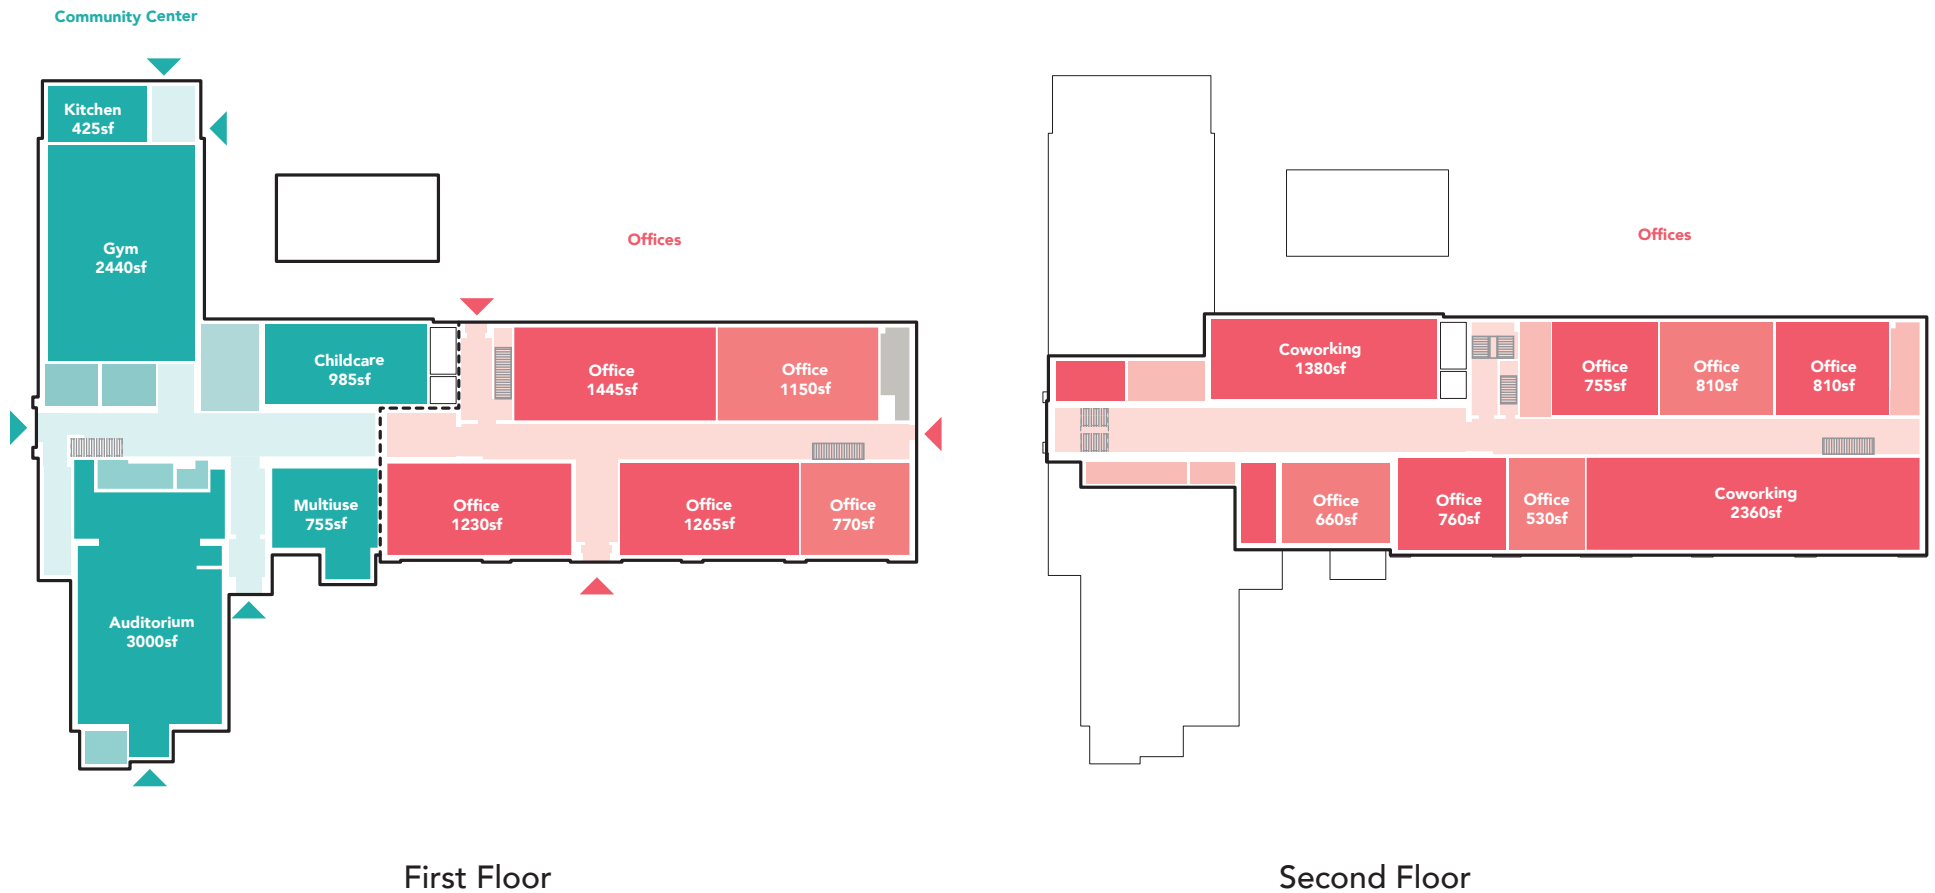 Community Center
Kitchen
425sf
Gym
2440sf
Offices
Childcare
985sf
Office
1445sf
Office
1150sf
Multiuse
755sf
Office
1230sf
Office
1265sf
Office
770sf
Auditorium
3000sf
First Floor
Offices
Coworking
1380sf
Office
755sf
Office
810sf
Office
810sf
Office
660sf
Office
760sf
Office
530sf
Coworking
2360sf
Second Floor